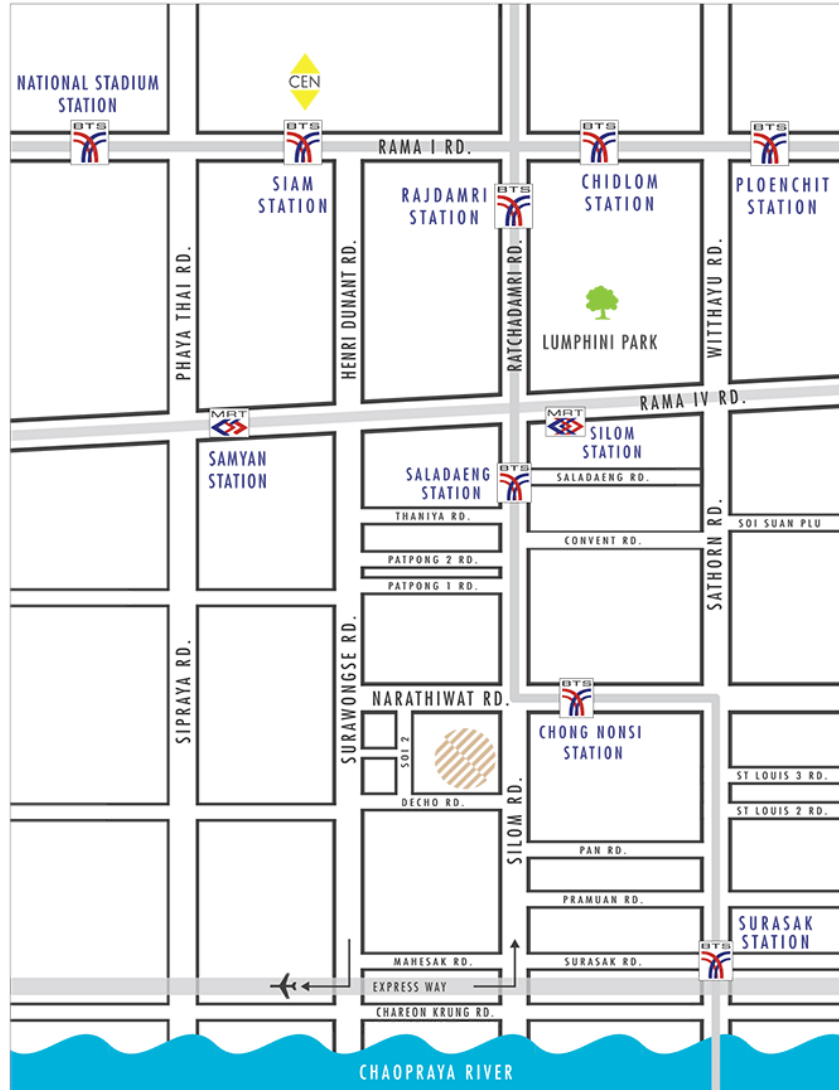 NATIONAL STADIUM
STATION
CEN
BTS
BTS
BTS
BTS
RAMA I RD.
SIAM
STATION
RAJDAMRI
STATION
BTS
CHIDLOM
STATION
PLOENCHIT
STATION
PHAYA THAI RD.
HENRI DUNANT RD.
RATCHADAMRI RD.
WITTHAYU RD.
LUMPHINI PARK
RAMA IV RD.
MRT
SAMYAN
STATION
MRT
SILOM
STATION
SALADAENG
STATION
BTS
SALADAENG RD.
THANIYA RD.
CONVENT RD.
SOI SUAN PLU
PATPONG 2 RD.
PATPONG 1 RD.
SATHORN RD.
SIPRAYA RD.
SURAWONGSE RD.
NARATHIWAT RD.
BTS
CHONG NONSI
STATION
SOI 2
DECHO RD.
SILOM RD.
ST LOUIS 3 RD.
ST LOUIS 2 RD.
PAN RD.
PRAMUAN RD.
SURASAK
STATION
BTS
MAHESAK RD.
SURASAK RD.
EXPRESS WAY
CHAREON KRUNG RD.
CHAOPRAYA RIVER